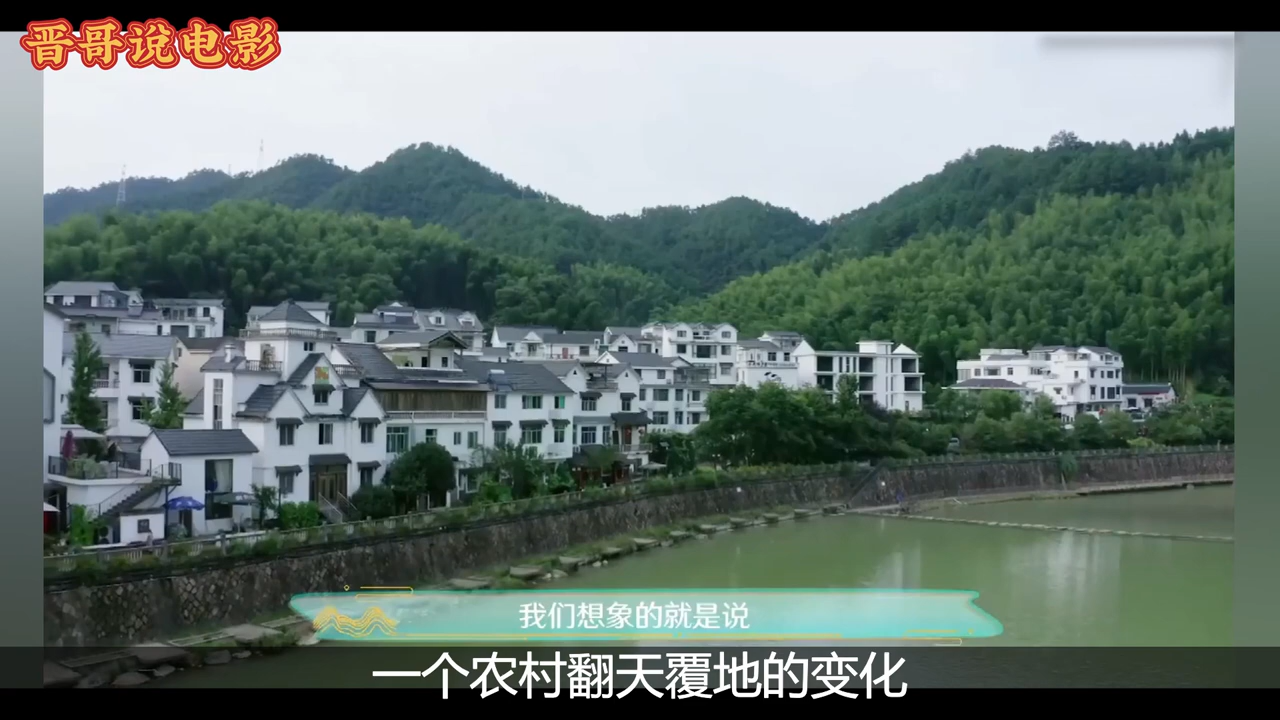 晋哥说电影
我们想象的就是说
一个农村翻天覆地的变化